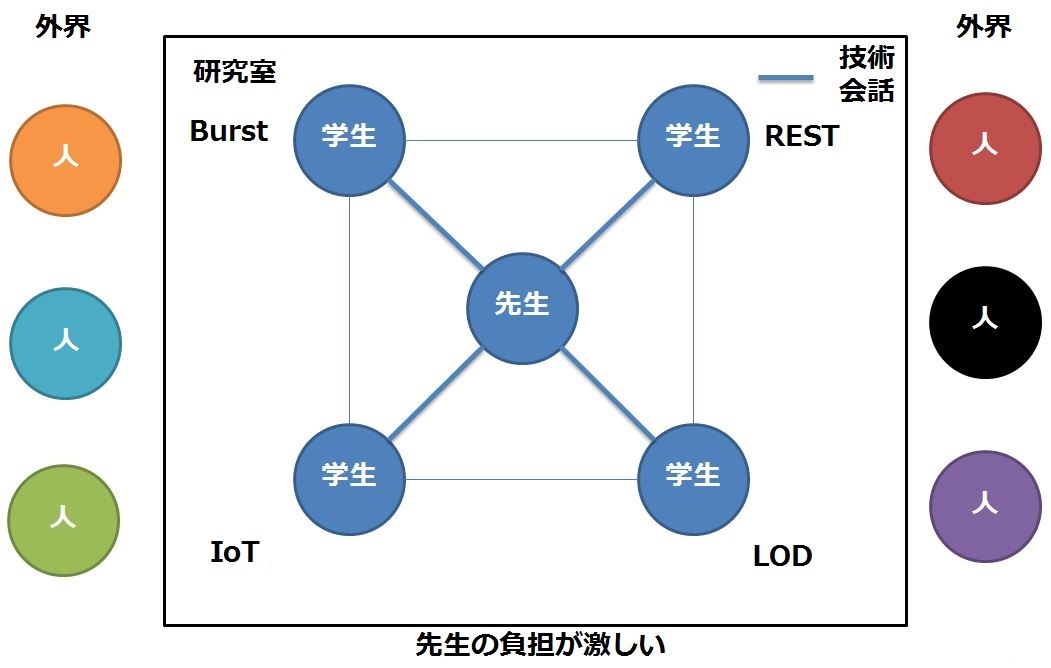 外界
外界
研究室
技術
会話
Burst
学生
学生
REST
人
人
先生
人
人
学生
学生
人
人
IoT
LOD
先生の負担が激しい